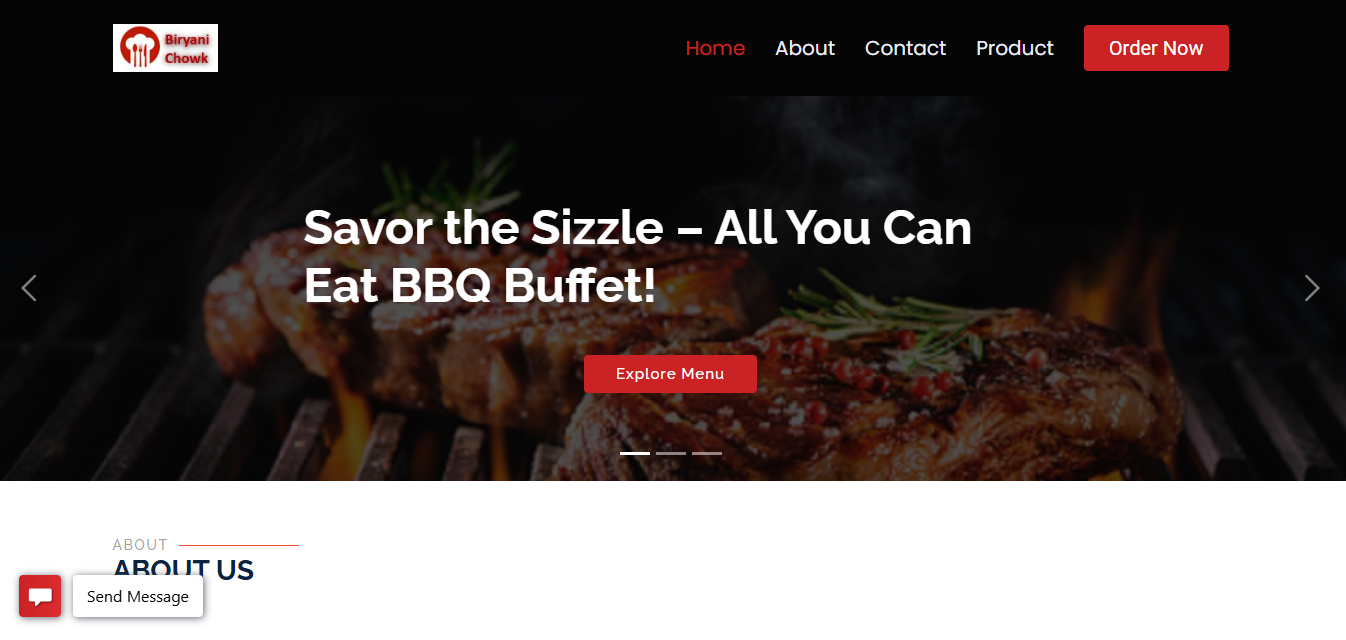 Biryani
Chowk
Home About Contact Product Order Now
Savor the Sizzle – All You Can
Eat BBQ Buffet!
Explore Menu
ABOUT
ABOUT US
Send Message